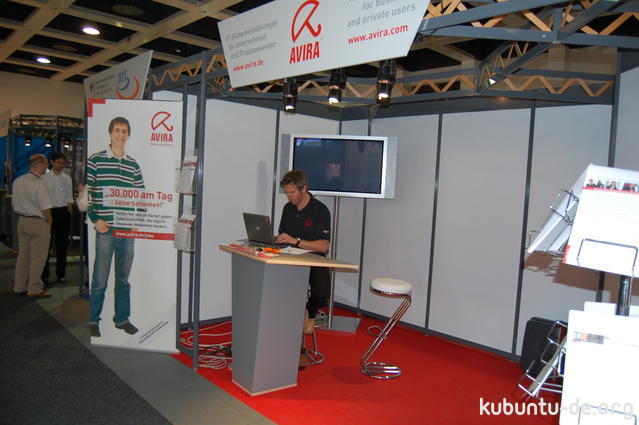 IT-Sicherheitslösungen
für Unternehmen
und Privatanwender
www.avira.de
AVIRA
for business
and private users
www.avira.com
AVIRA
„30.000 am Tag
- keine Seltenheit!"
www.avira.de/jobs
kubuntu-de.org